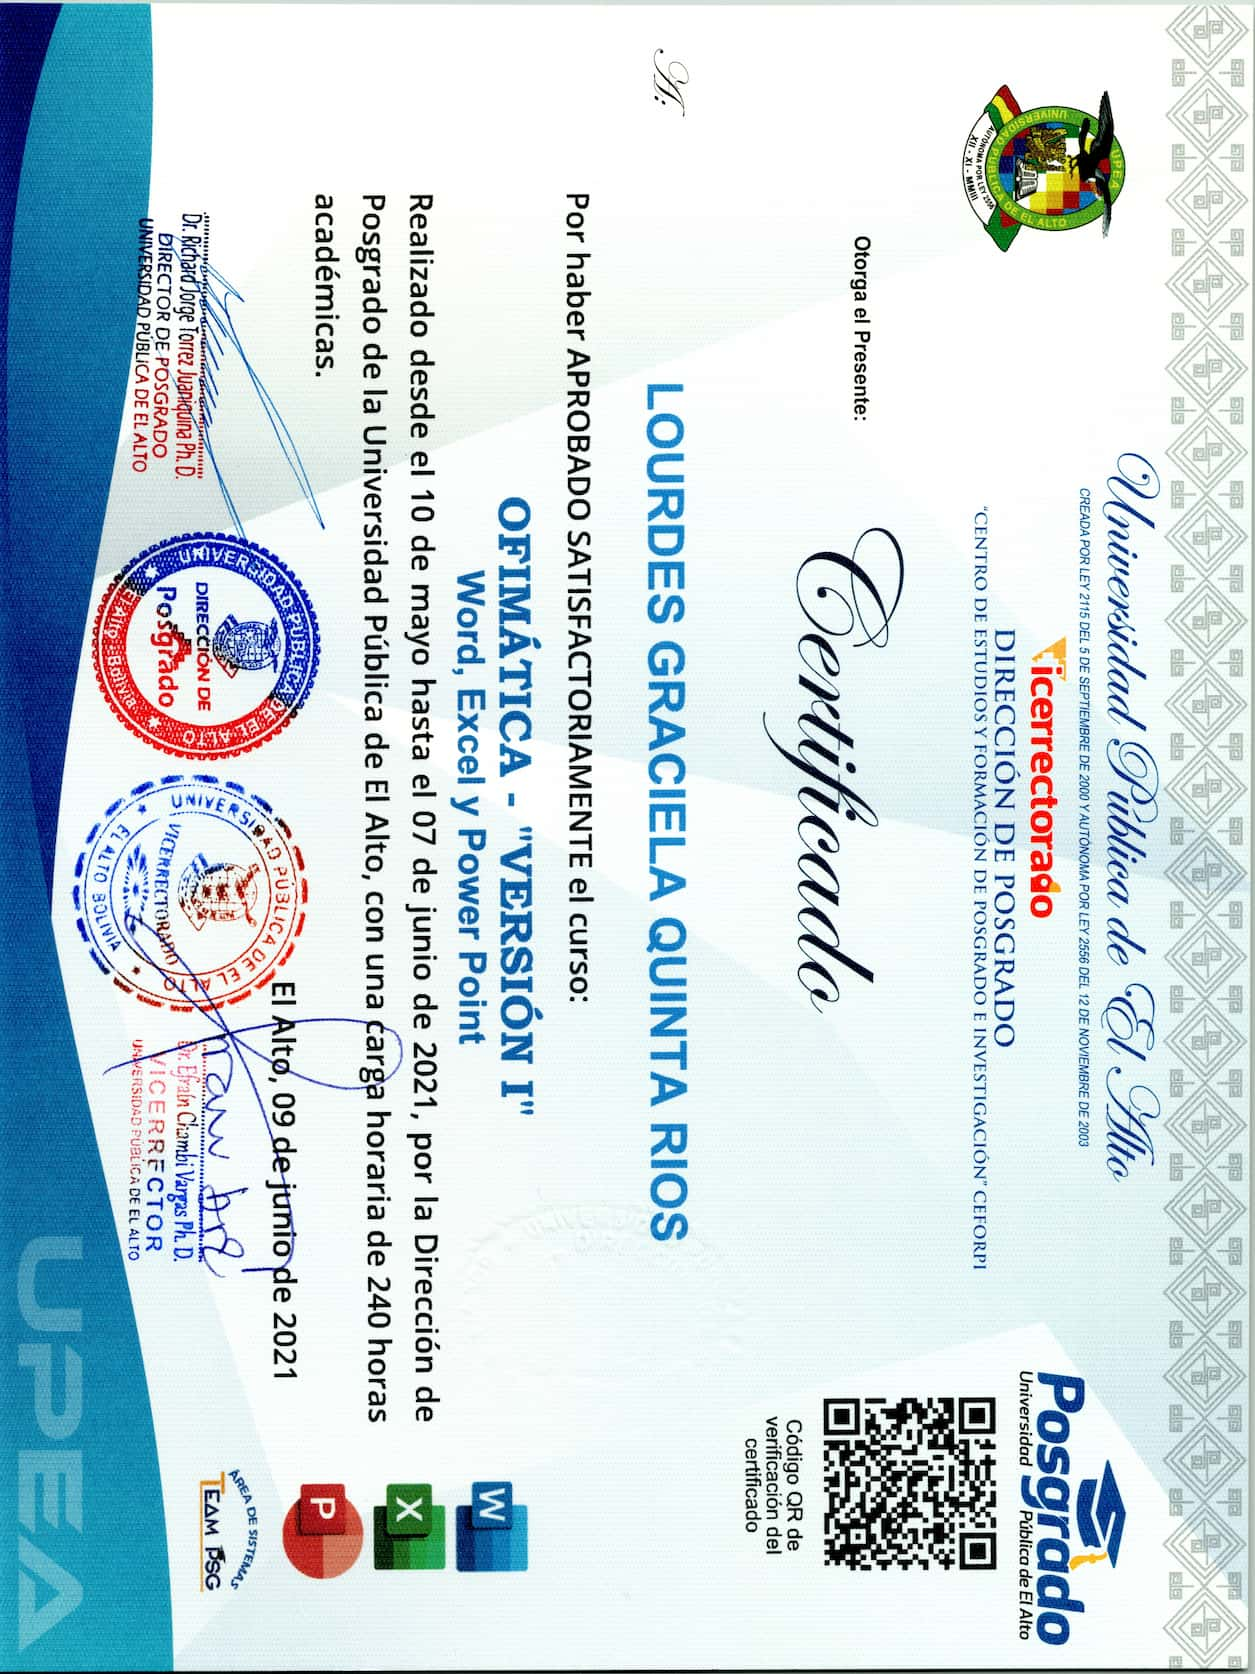 Universidad Pública de El Alto
CREADA POR LEY 2115 DEL 5 DE SEPTIEMBRE DE 2000 Y AUTÓNOMA POR LEY 2556 DEL 12 DE NOVIEMBRE DE 2003
Vicerrectorado
DIRECCIÓN DE POSGRADO
"CENTRO DE ESTUDIOS Y FORMACIÓN DE POSGRADO E INVESTIGACIÓN" CEFORPI
UPEA
UNIVERSIDAD PÚBLICA DE EL ALTO
AUTÓNOMA POR LEY 2556
XII - XI - MMIII
Posgrado
Universidad Pública de El Alto
Otorga el Presente:
Certificado
Código QR de
verificación del
certificado
A:
LOURDES GRACIELA QUINTA RIOS
Por haber APROBADO SATISFACTORIAMENTE el curso:
OFIMÁTICA - "VERSIÓN I"
Word, Excel y Power Point
Realizado desde el 10 de mayo hasta el 07 de junio de 2021, por la Dirección de
Posgrado de la Universidad Pública de El Alto, con una carga horaria de 240 horas
académicas.
El Alto, 09 de junio de 2021
W
X
P
Dr. Richard Jorge Torrez Juaniquina Ph. D.
DIRECTOR DE POSGRADO
UNIVERSIDAD PÚBLICA DE EL ALTO
UNIVERSIDAD PÚBLICA DE EL ALTO
DIRECCIÓN DE
Posgrado
El Alto - Bolivia
UNIVERSIDAD PÚBLICA DE EL ALTO
VICERRECTORADO
EL ALTO BOLIVIA
Dr. Efraín Chambi Vargas Ph. D.
VICERRECTOR
UNIVERSIDAD PÚBLICA DE EL ALTO
ÁREA DE SISTEMAS
TEAM PSG
UPEA